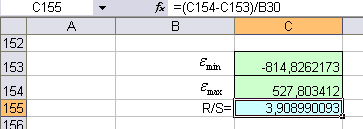 C155 fx =(C154-C153)/B30
A B C
152
153 εmin -814,8262173
154 εmax 527,803412
155 R/S= 3,908990093
156